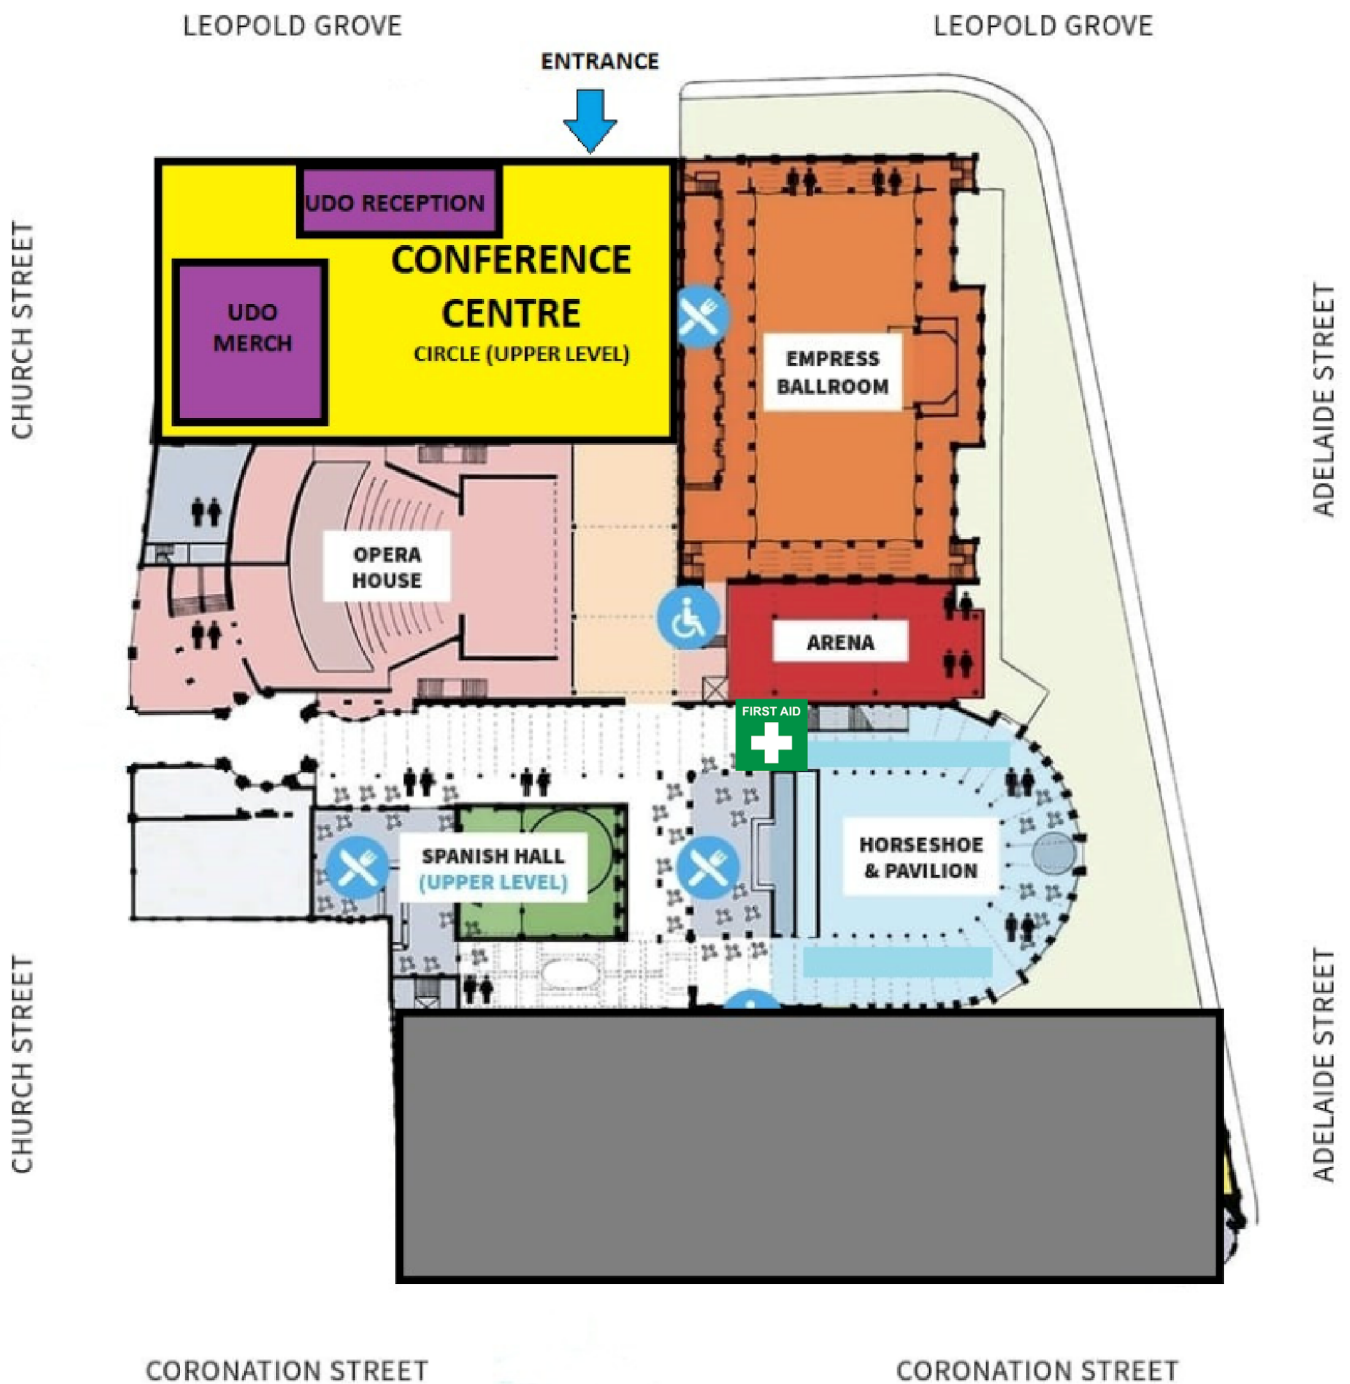 LEOPOLD GROVE
LEOPOLD GROVE
ENTRANCE
UDO RECEPTION
CONFERENCE
CENTRE
CIRCLE (UPPER LEVEL)
UDO
MERCH
CHURCH STREET
EMPRESS
BALLROOM
ADELAIDE STREET
OPERA
HOUSE
ARENA
FIRST AID
SPANISH HALL
(UPPER LEVEL)
HORSESHOE
& PAVILION
CHURCH STREET
ADELAIDE STREET
CORONATION STREET
CORONATION STREET